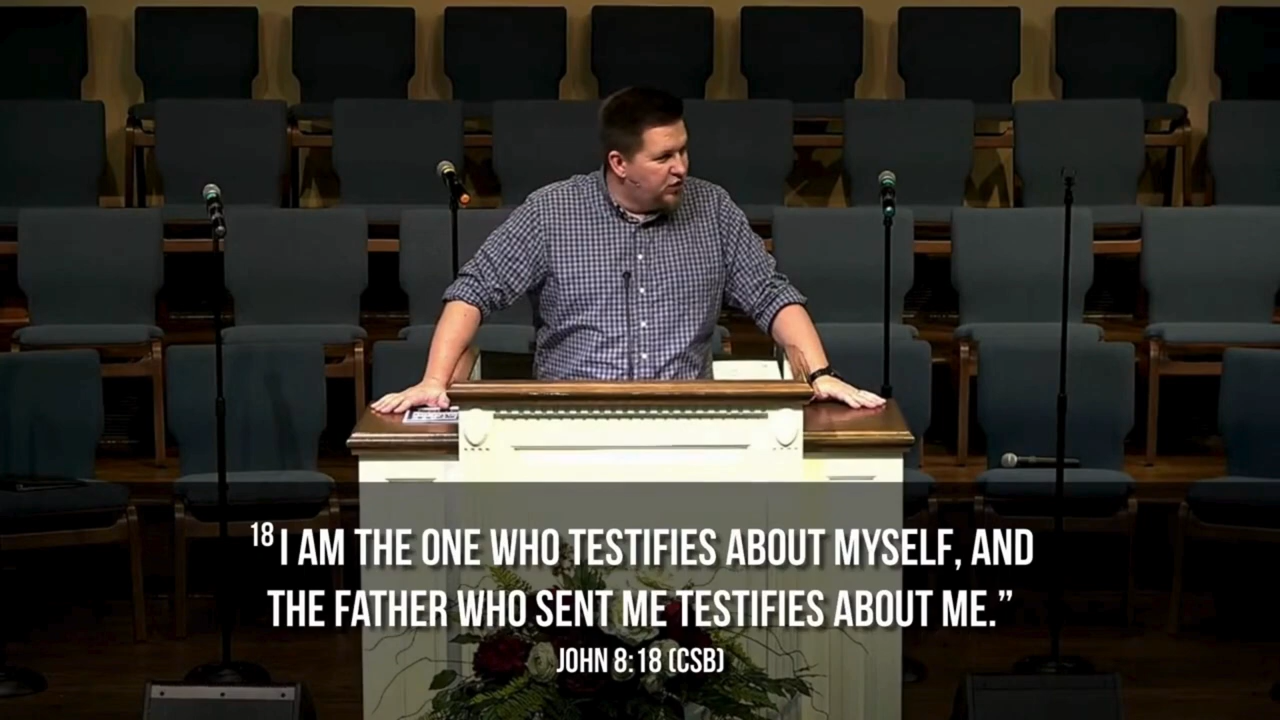 18 I AM THE ONE WHO TESTIFIES ABOUT MYSELF, AND
THE FATHER WHO SENT ME TESTIFIES ABOUT ME.”
JOHN 8:18 (CSB)